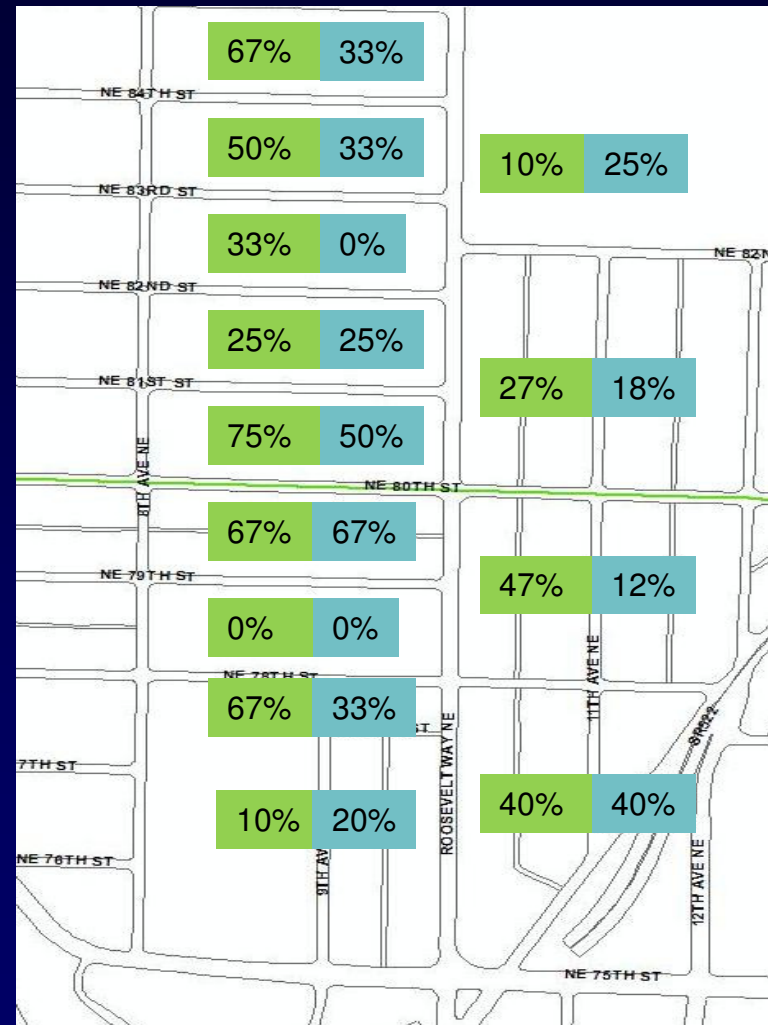 67% 33%
NE 84TH ST
50% 33%
10% 25%
NE 83RD ST
33% 0%
NE 82ND ST
25% 25%
NE 81ST ST
27% 18%
75% 50%
8TH AVE NE
NE 80TH ST
67% 67%
NE 79TH ST
47% 12%
0% 0%
11TH AVE NE
NE 78TH ST
67% 33%
ROOSEVELT WAY NE
SR522
7TH ST
10% 20%
40% 40%
NE 76TH ST
9TH AV
12TH AVE NE
NE 75TH ST